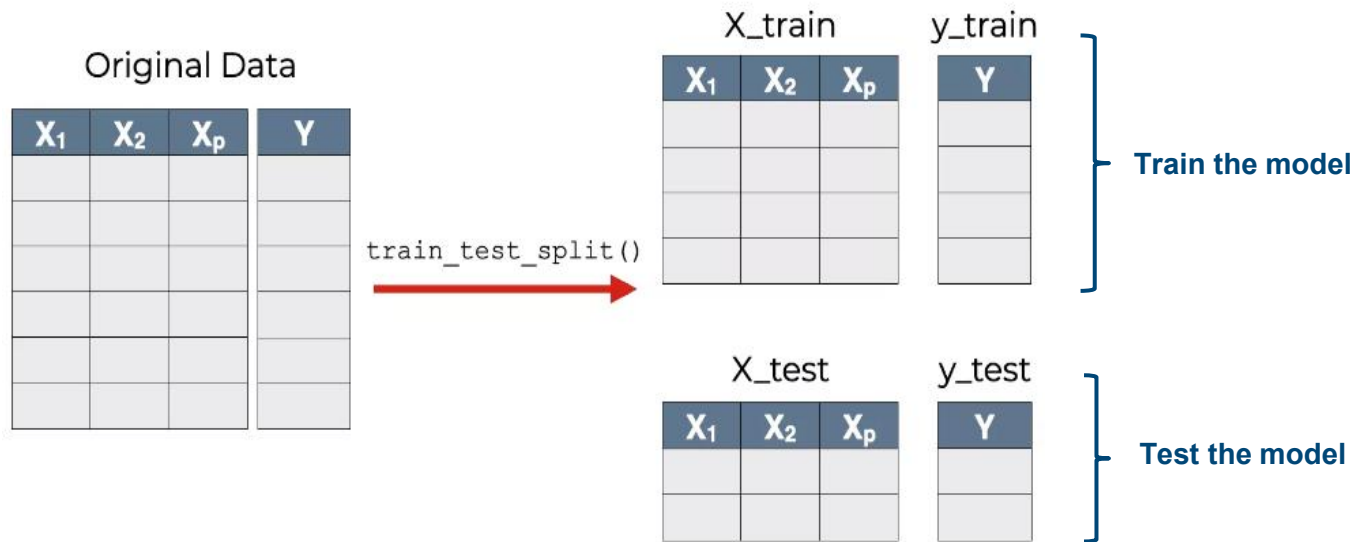 Original Data
X₁ X₂ Xₚ Y
train_test_split()
X_train y_train
X₁ X₂ Xₚ Y
Train the model
X_test y_test
X₁ X₂ Xₚ Y
Test the model